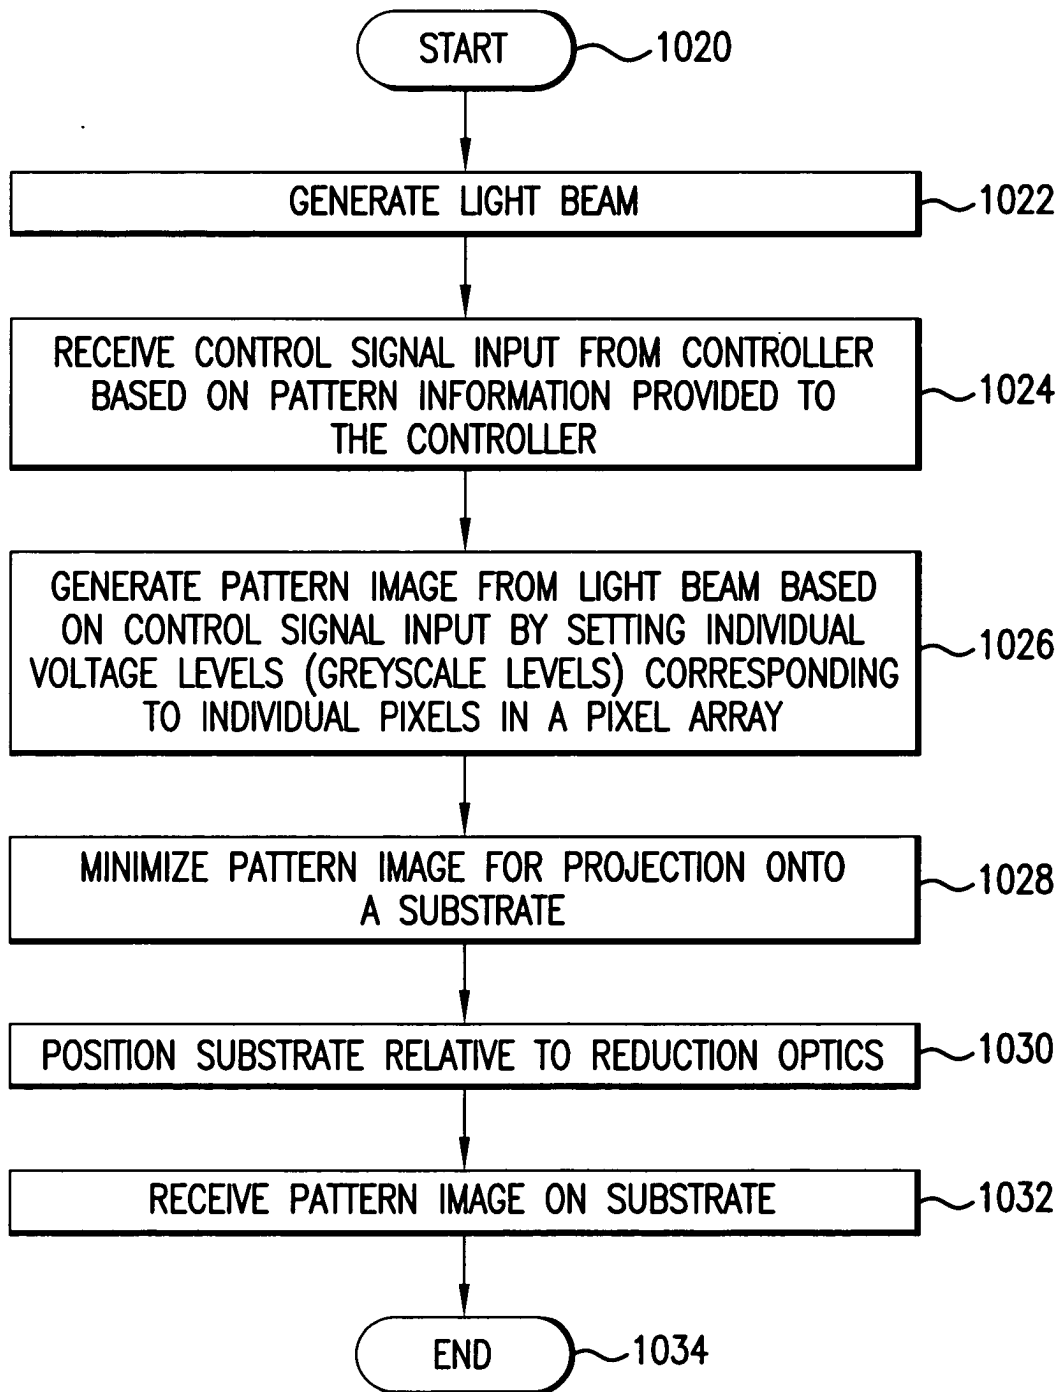 START
1020
GENERATE LIGHT BEAM
1022
RECEIVE CONTROL SIGNAL INPUT FROM CONTROLLER
BASED ON PATTERN INFORMATION PROVIDED TO
THE CONTROLLER
1024
GENERATE PATTERN IMAGE FROM LIGHT BEAM BASED
ON CONTROL SIGNAL INPUT BY SETTING INDIVIDUAL
VOLTAGE LEVELS (GREYSCALE LEVELS) CORRESPONDING
TO INDIVIDUAL PIXELS IN A PIXEL ARRAY
1026
MINIMIZE PATTERN IMAGE FOR PROJECTION ONTO
A SUBSTRATE
1028
POSITION SUBSTRATE RELATIVE TO REDUCTION OPTICS
1030
RECEIVE PATTERN IMAGE ON SUBSTRATE
1032
END
1034